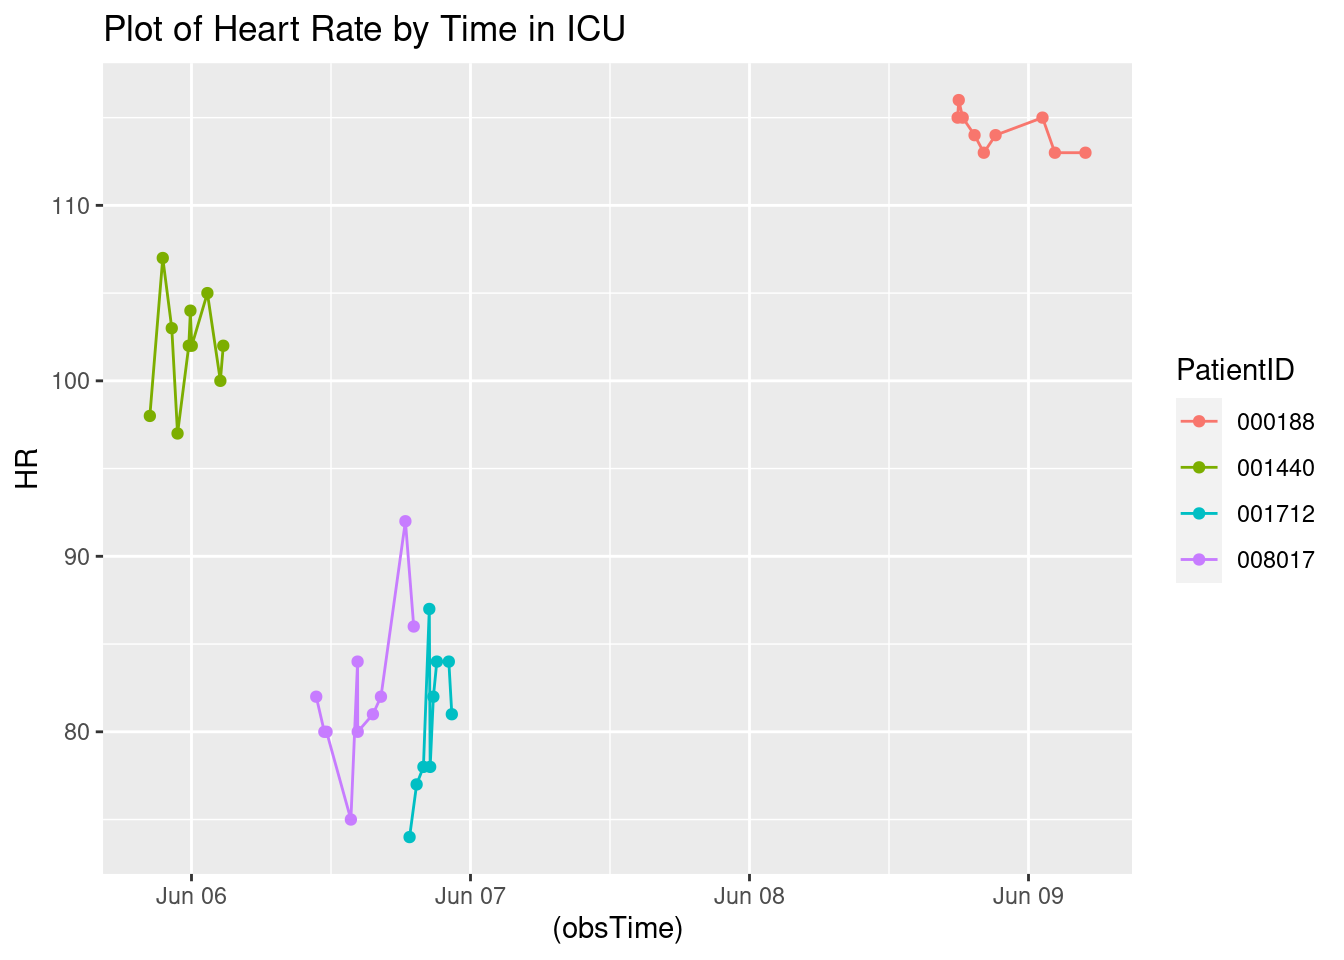 Plot of Heart Rate by Time in ICU
HR
110
100
90
80
Jun 06 Jun 07 Jun 08 Jun 09
(obsTime)
PatientID
000188
001440
001712
008017